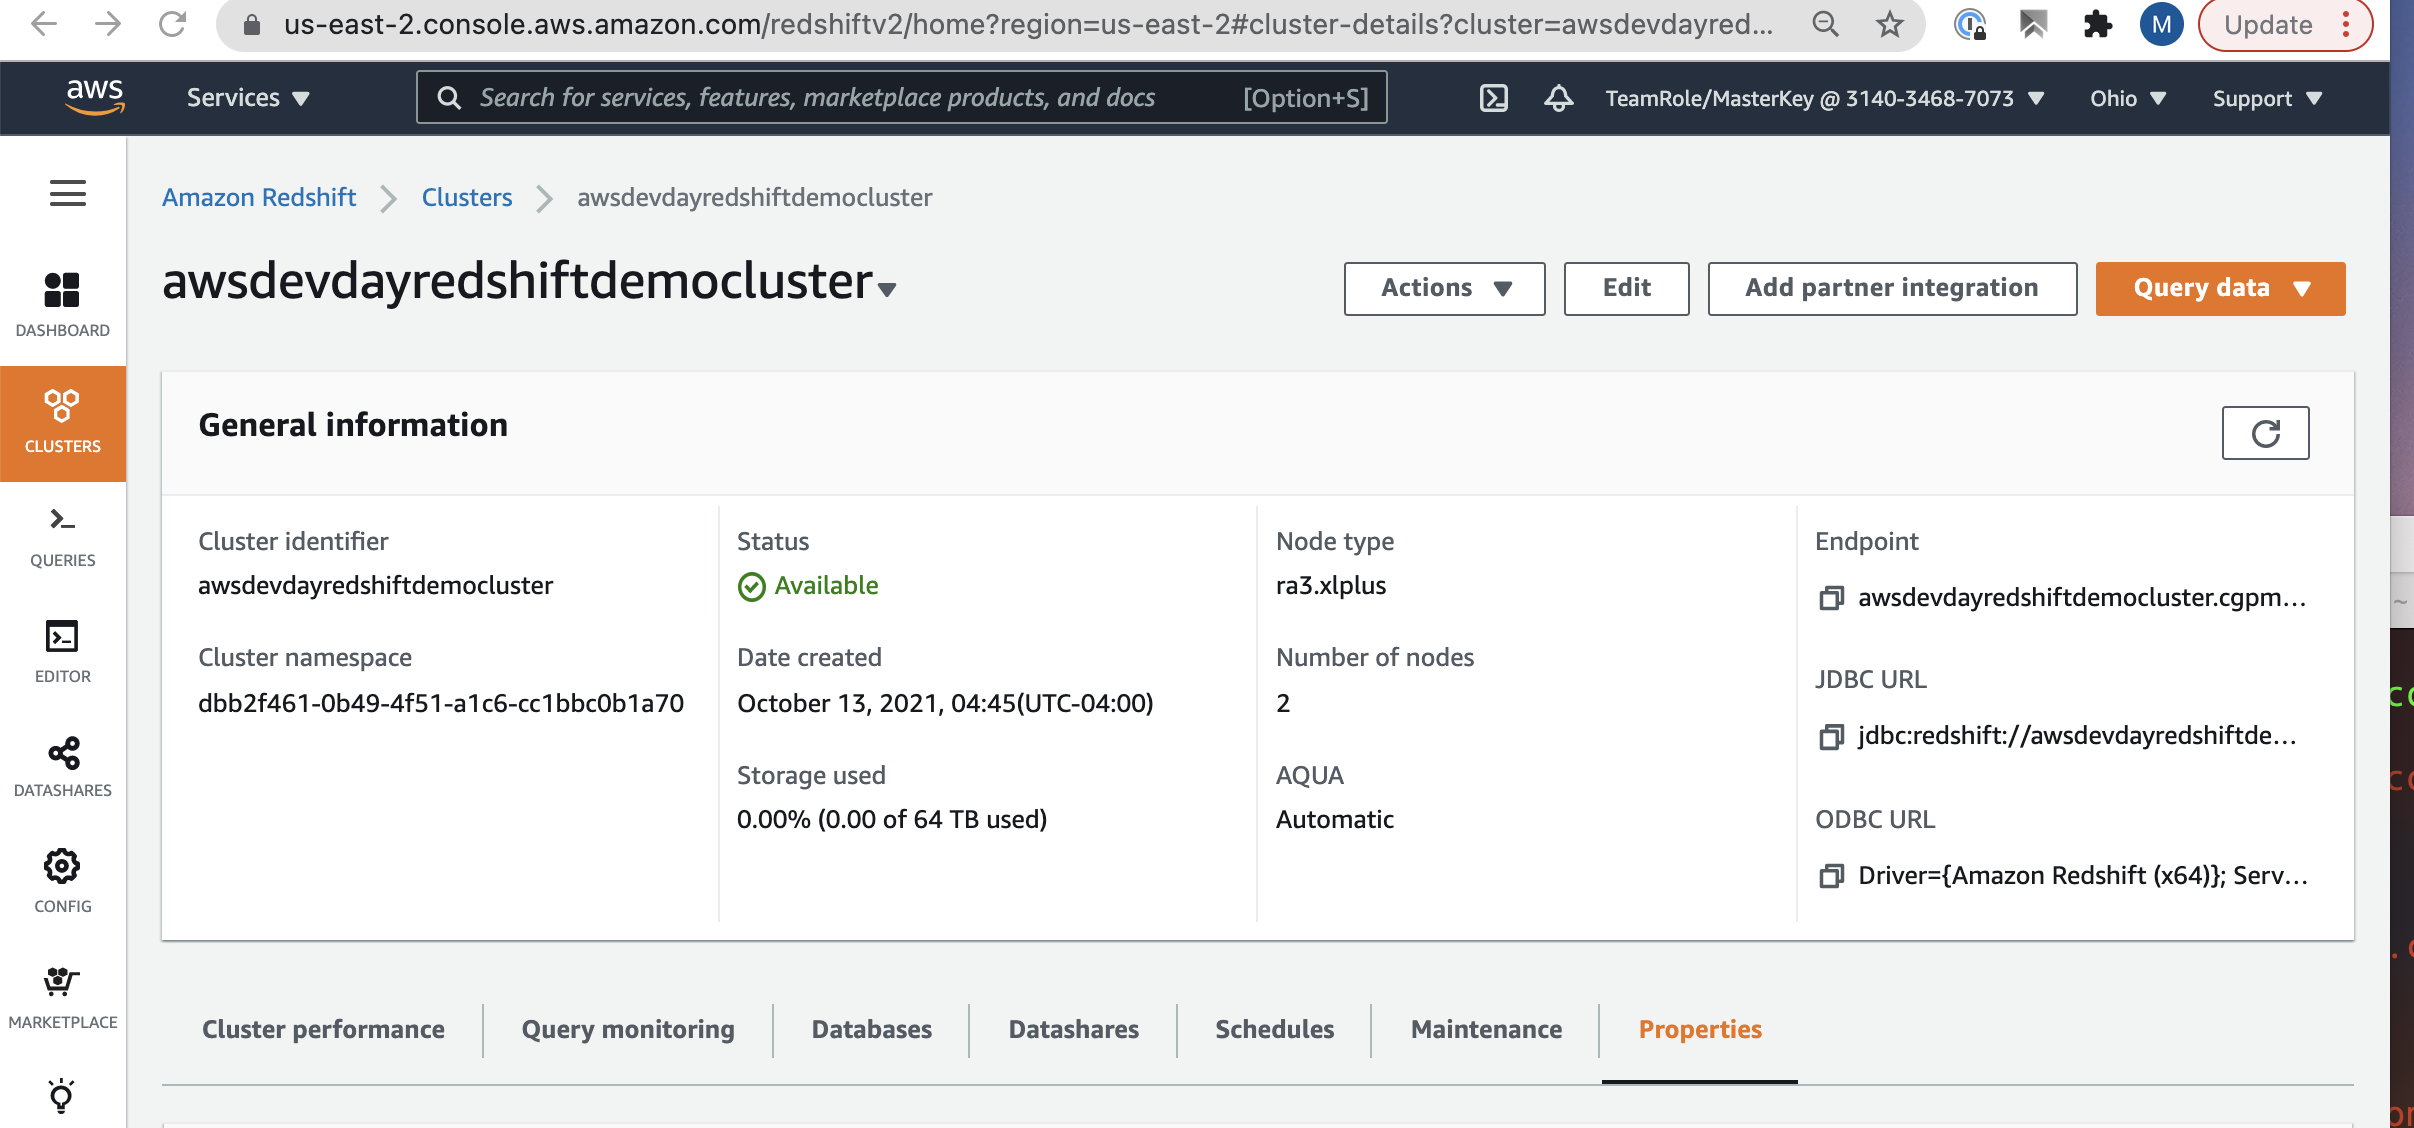 us-east-2.console.aws.amazon.com/redshiftv2/home?region=us-east-2#cluster-details?cluster=awsdevdayred...
M
Update
aws
Services
Search for services, features, marketplace products, and docs
[Option+S]
TeamRole/MasterKey @ 3140-3468-7073
Ohio
Support
Amazon Redshift
Clusters
awsdevdayredshiftdemocluster
awsdevdayredshiftdemocluster
Actions
Edit
Add partner integration
Query data
DASHBOARD
CLUSTERS
QUERIES
EDITOR
DATASHARES
CONFIG
MARKETPLACE
General information
Cluster identifier
awsdevdayredshiftdemocluster
Cluster namespace
dbb2f461-0b49-4f51-a1c6-cc1bbc0b1a70
Status
Available
Date created
October 13, 2021, 04:45(UTC-04:00)
Storage used
0.00% (0.00 of 64 TB used)
Node type
ra3.xlplus
Number of nodes
2
AQUA
Automatic
Endpoint
awsdevdayredshiftdemocluster.cgpm...
JDBC URL
jdbc:redshift://awsdevdayredshiftde...
ODBC URL
Driver={Amazon Redshift (x64)}; Serv...
Cluster performance
Query monitoring
Databases
Datashares
Schedules
Maintenance
Properties